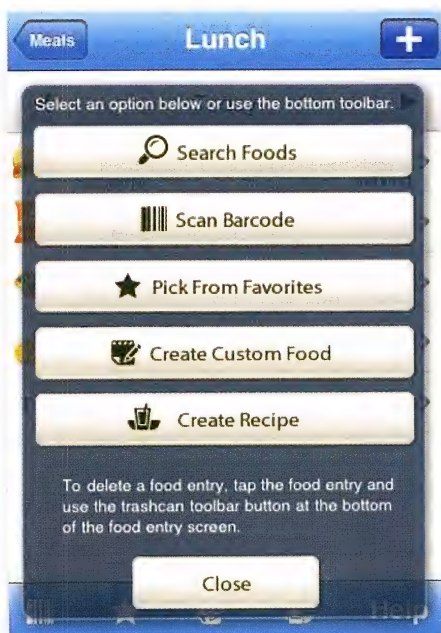 Meals
Lunch
+
Select an option below or use the bottom toolbar.
Search Foods
Scan Barcode
Pick From Favorites
Create Custom Food
Create Recipe
To delete a food entry, tap the food entry and
use the trashcan toolbar button at the bottom
of the food entry screen.
Close
Help